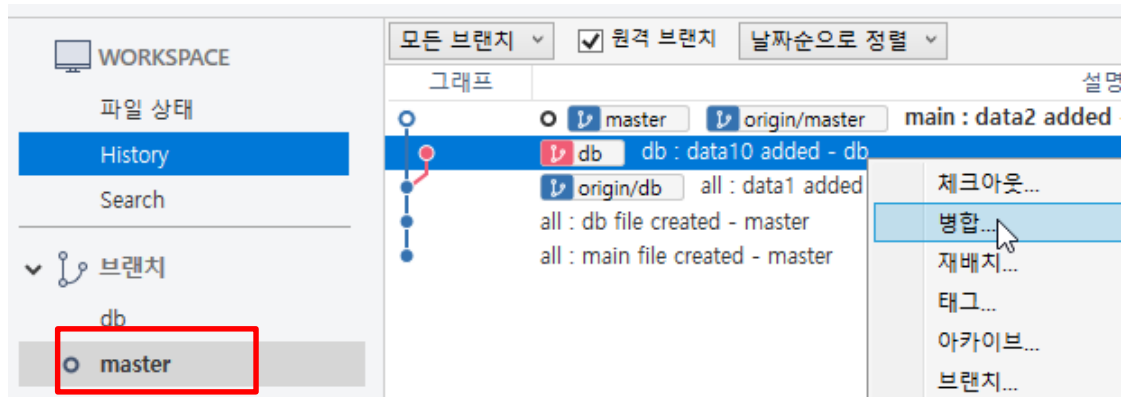 WORKSPACE
파일 상태
History
Search
브랜치
db
master
모든 브랜치 원격 브랜치 날짜순으로 정렬
그래프 설명
master origin/master main : data2 added -
db db : data10 added - db
origin/db all : data1 added
all : db file created - master
all : main file created - master
체크아웃...
병합...
재배치...
태그...
아카이브...
브랜치...